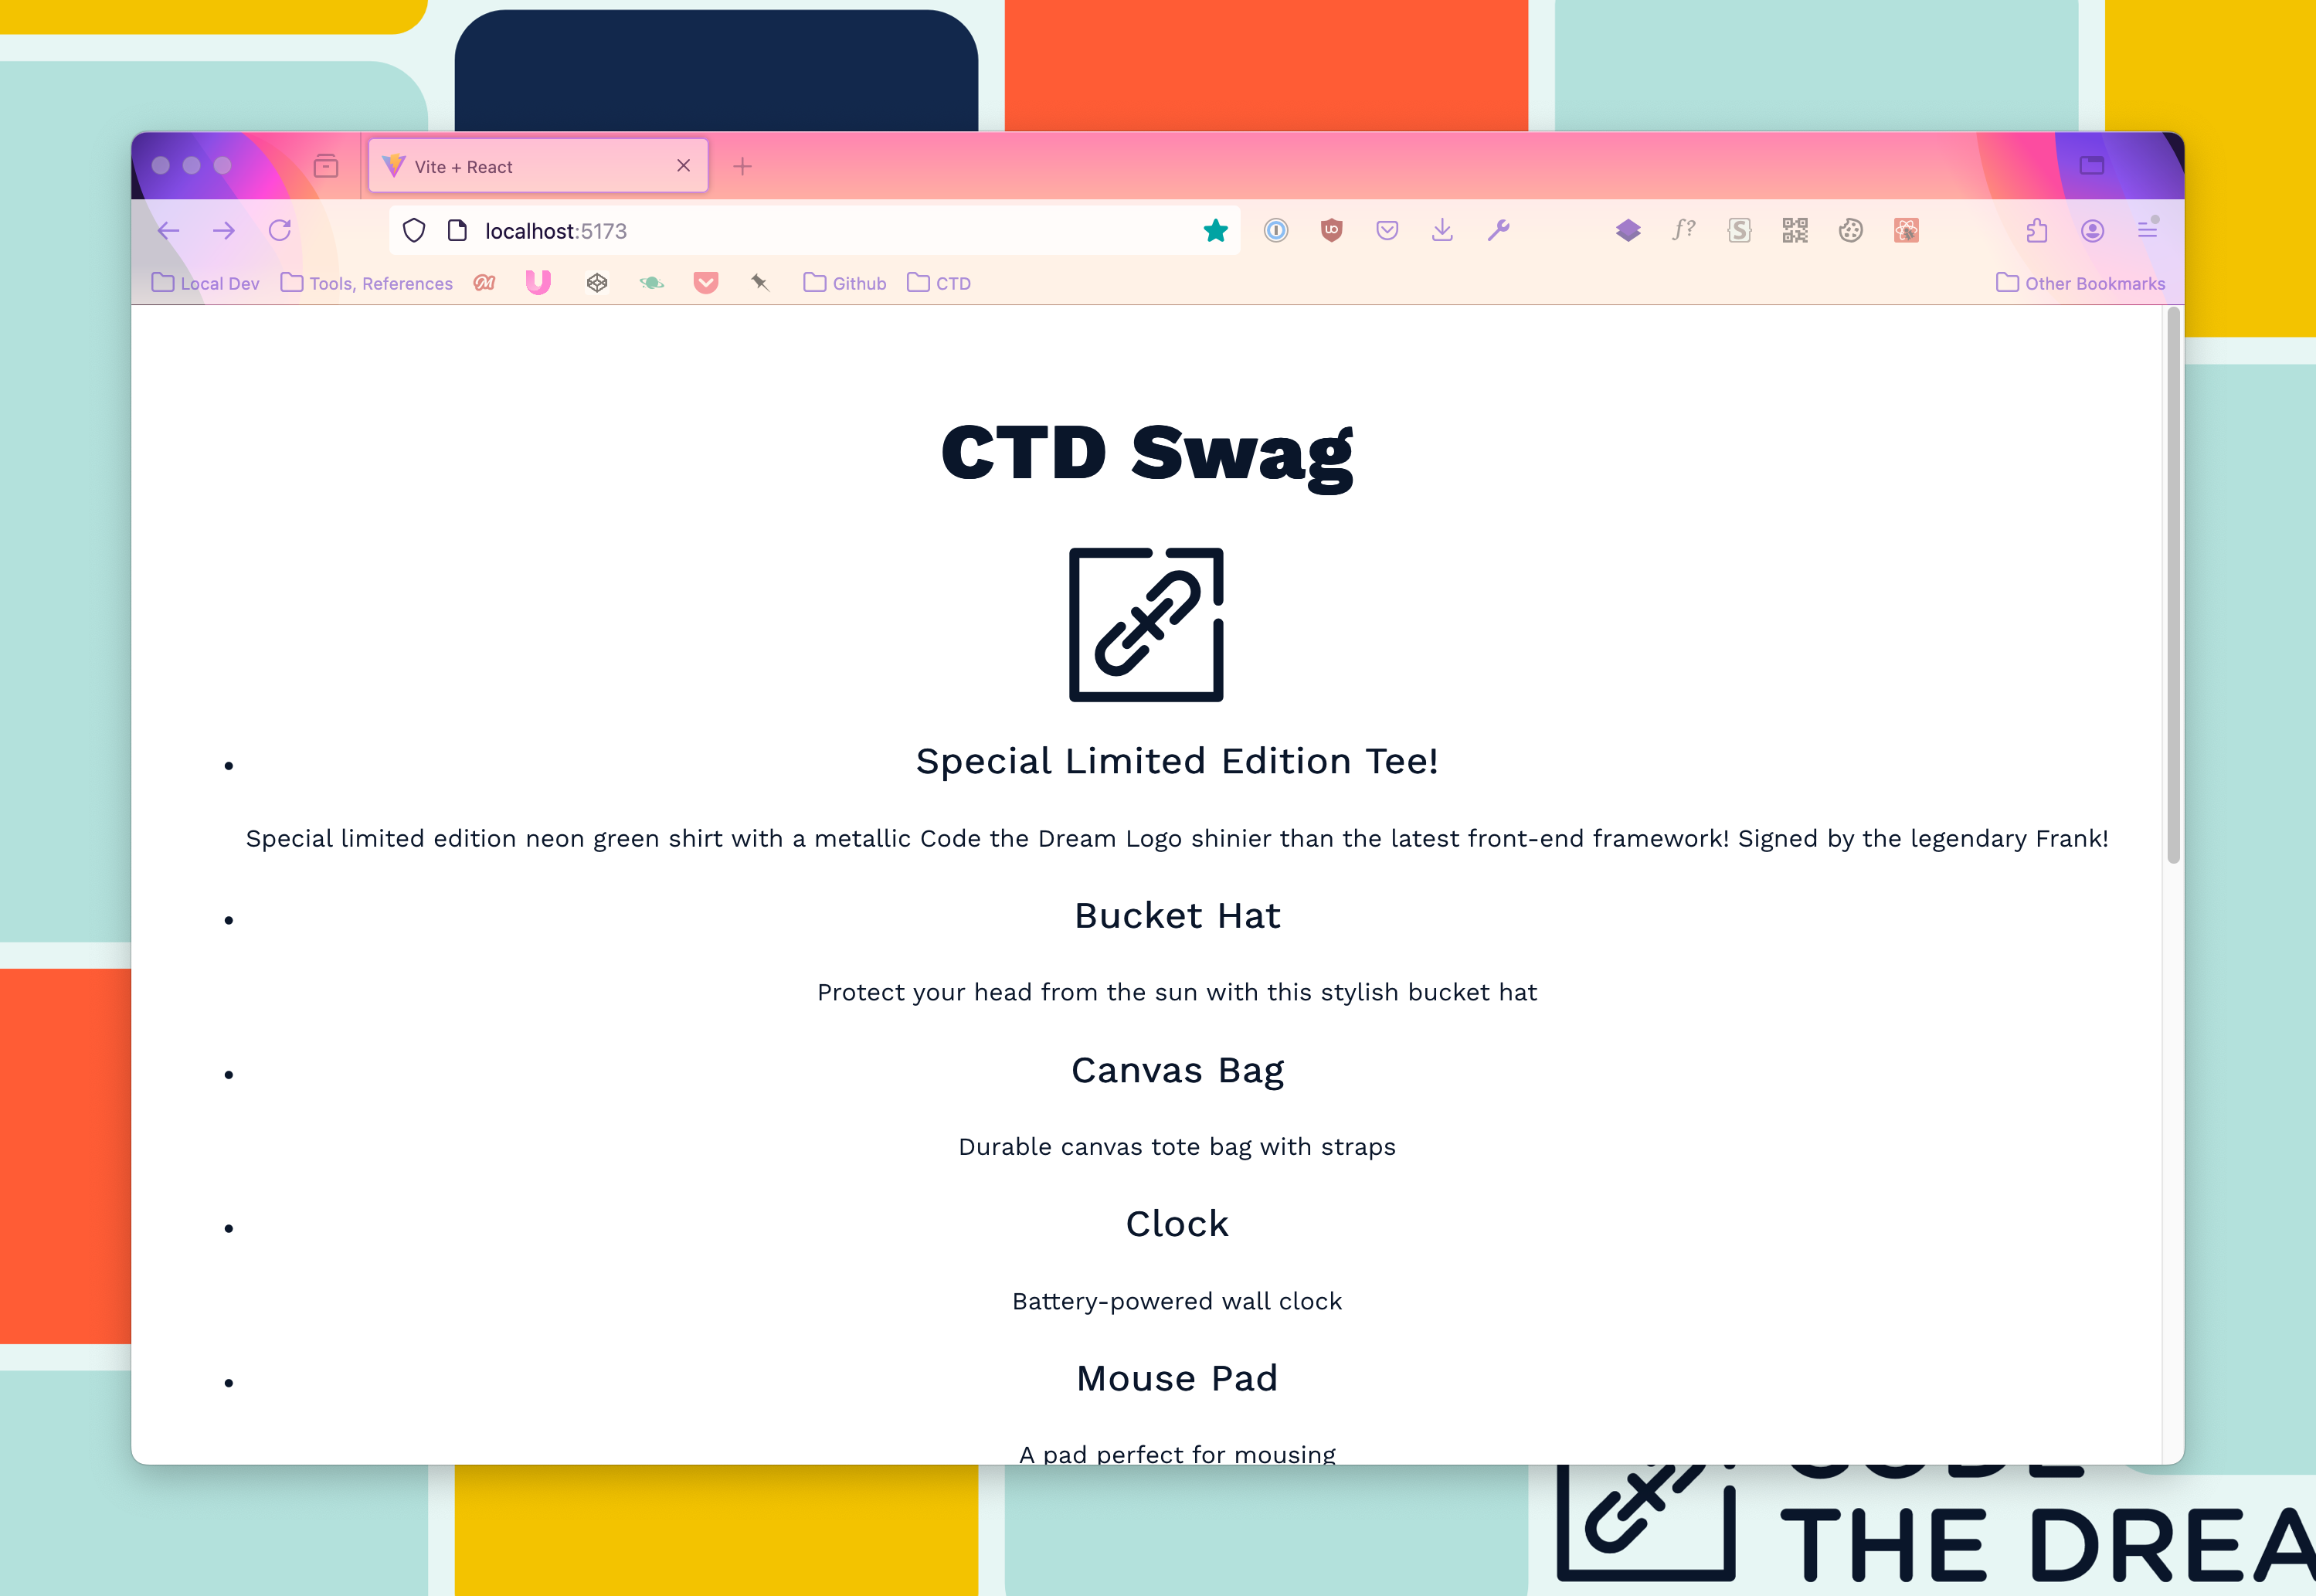 Vite + React
localhost:5173
Local Dev
Tools, References
Github
CTD
Other Bookmarks
CTD Swag
Special Limited Edition Tee!
Special limited edition neon green shirt with a metallic Code the Dream Logo shinier than the latest front-end framework! Signed by the legendary Frank!
Bucket Hat
Protect your head from the sun with this stylish bucket hat
Canvas Bag
Durable canvas tote bag with straps
Clock
Battery-powered wall clock
Mouse Pad
A pad perfect for mousing
CODE
THE DREA